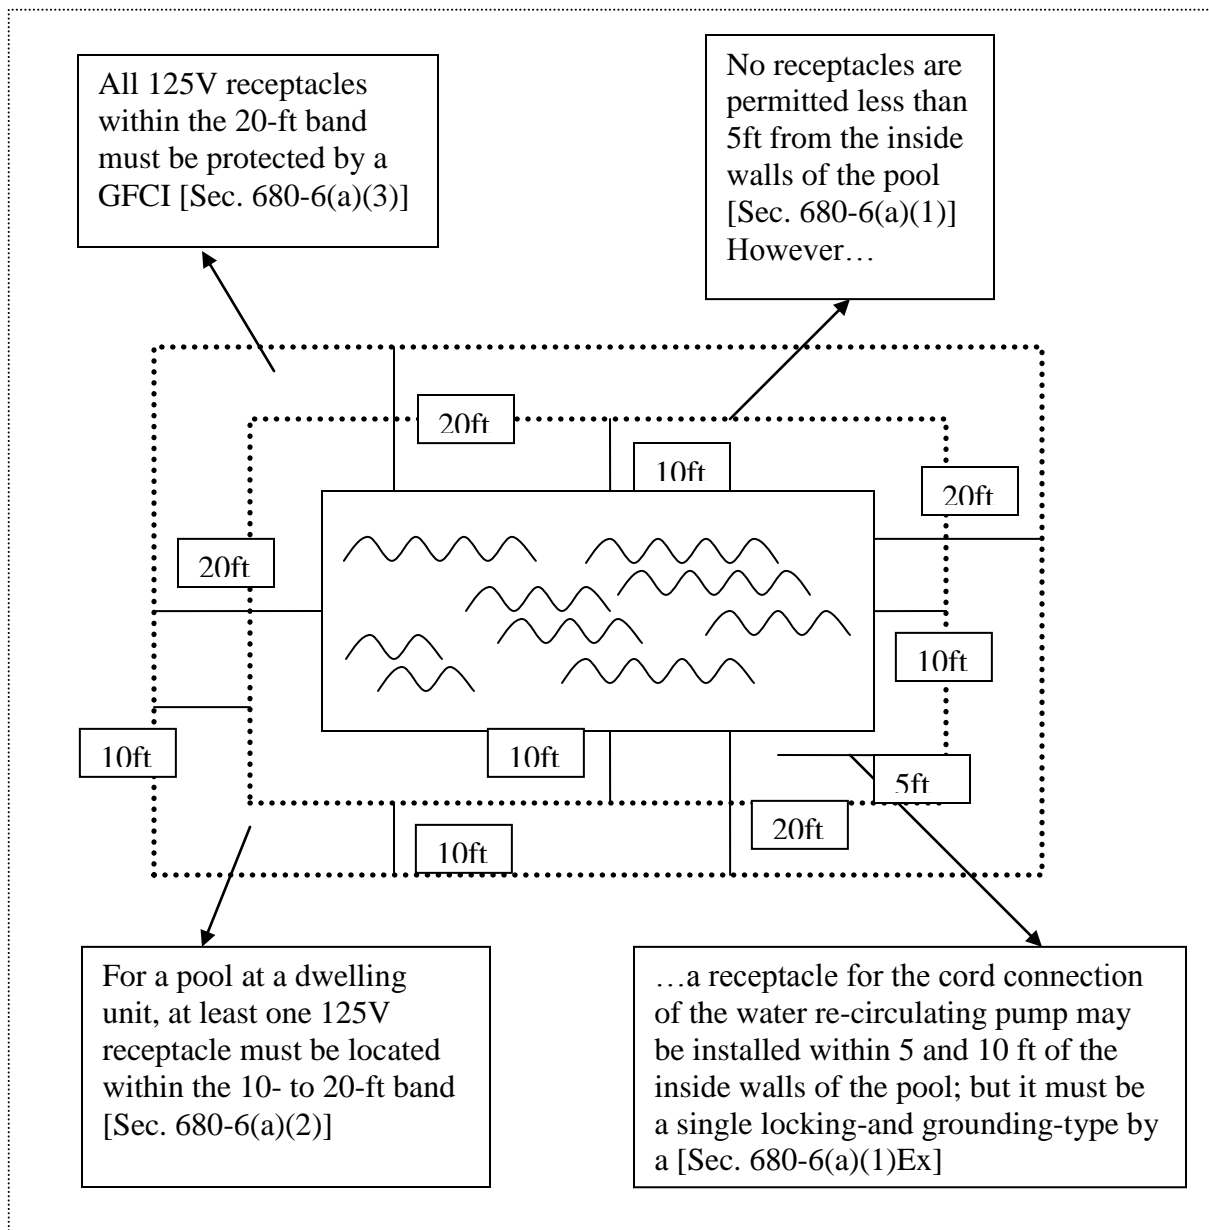 All 125V receptacles
within the 20-ft band
must be protected by a
GFCI [Sec. 680-6(a)(3)]
No receptacles are
permitted less than
5ft from the inside
walls of the pool
[Sec. 680-6(a)(1)]
However…
20ft
10ft
20ft
20ft
10ft
10ft
10ft
5ft
20ft
10ft
For a pool at a dwelling
unit, at least one 125V
receptacle must be located
within the 10- to 20-ft band
[Sec. 680-6(a)(2)]
…a receptacle for the cord connection
of the water re-circulating pump may
be installed within 5 and 10 ft of the
inside walls of the pool; but it must be
a single locking-and grounding-type by
a [Sec. 680-6(a)(1)Ex]